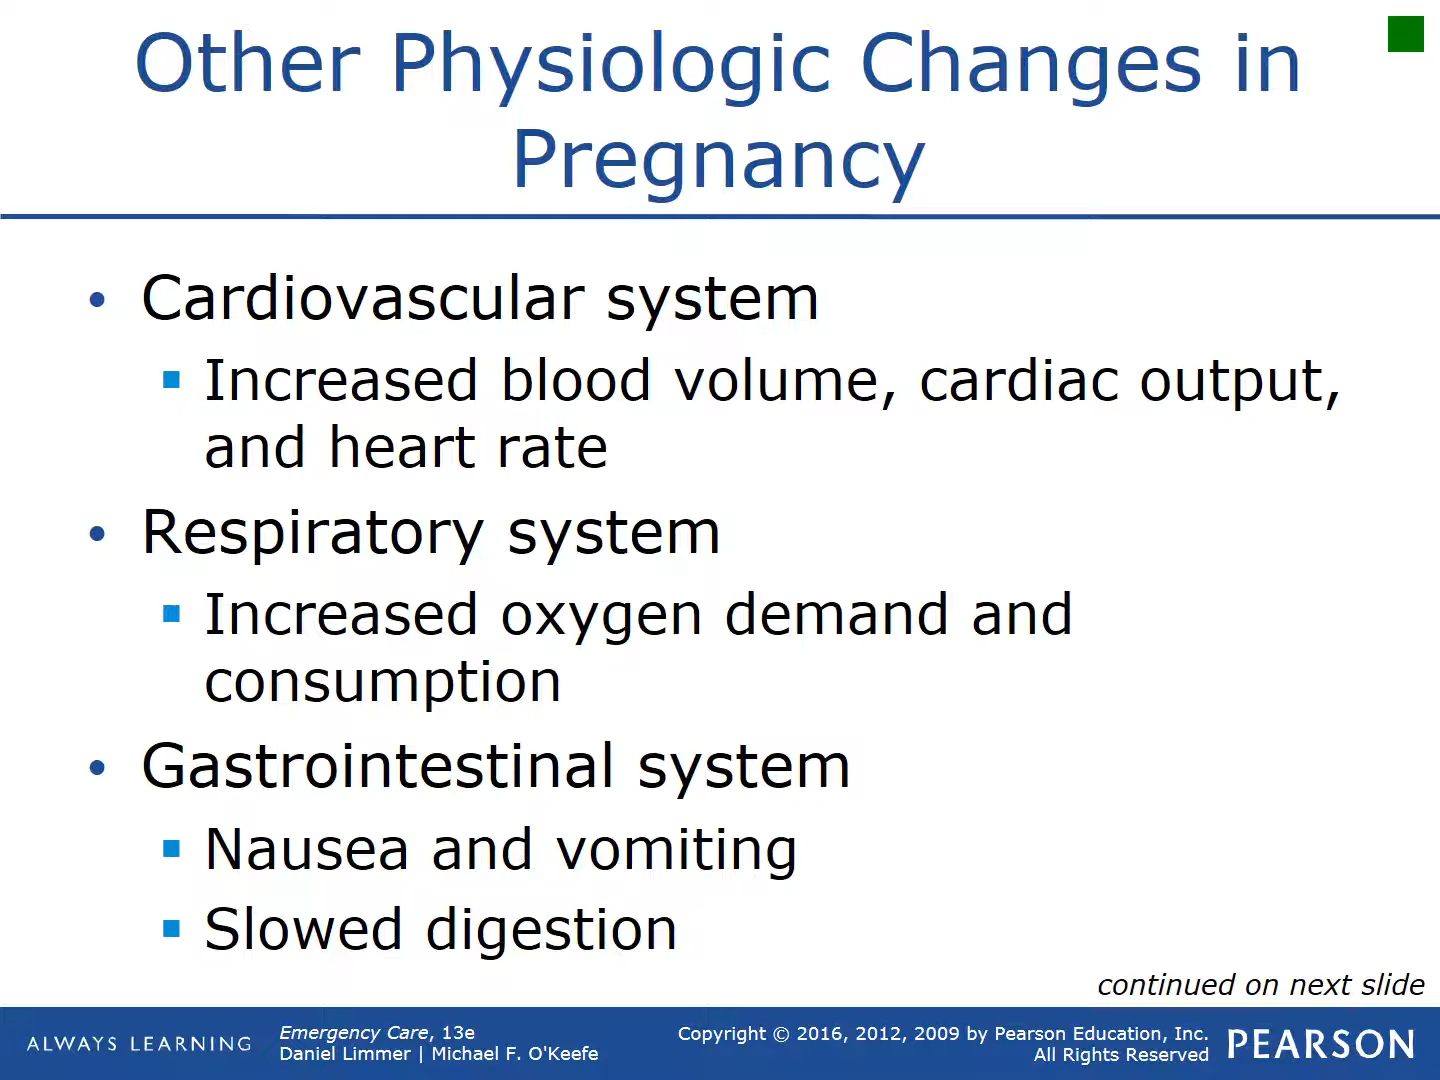 Other Physiologic Changes in
Pregnancy
• Cardiovascular system
▪ Increased blood volume, cardiac output,
and heart rate
• Respiratory system
▪ Increased oxygen demand and
consumption
• Gastrointestinal system
▪ Nausea and vomiting
▪ Slowed digestion
continued on next slide
ALWAYS LEARNING
Emergency Care, 13e
Daniel Limmer | Michael F. O'Keefe
Copyright © 2016, 2012, 2009 by Pearson Education, Inc.
All Rights Reserved
PEARSON